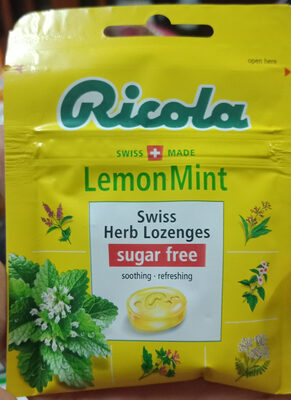 open here
Ricola
SWISS MADE
LemonMint
Swiss
Herb Lozenges
sugar free
soothing · refreshing